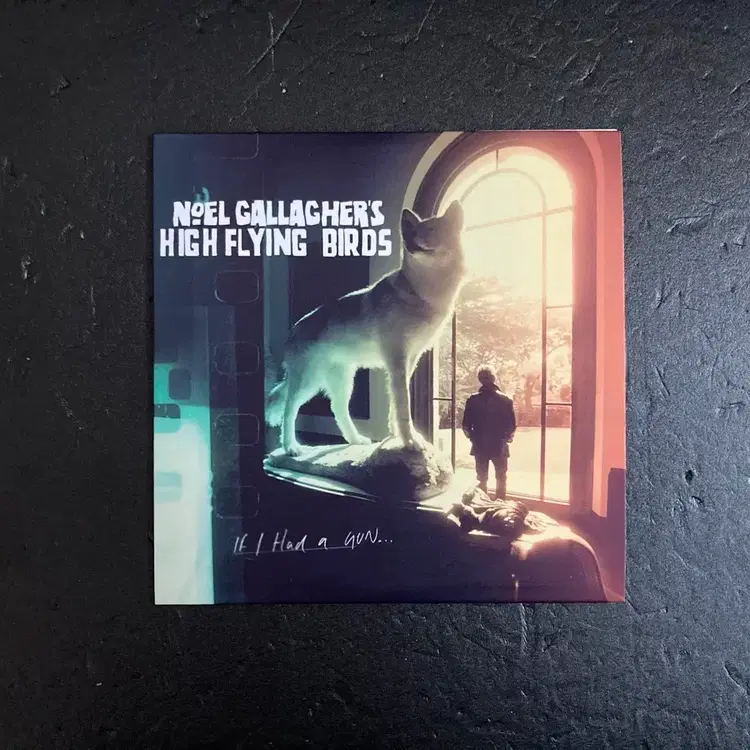 NOEL GALLAGHER'S
HIGH FLYING BIRDS
If I Had a GUN...